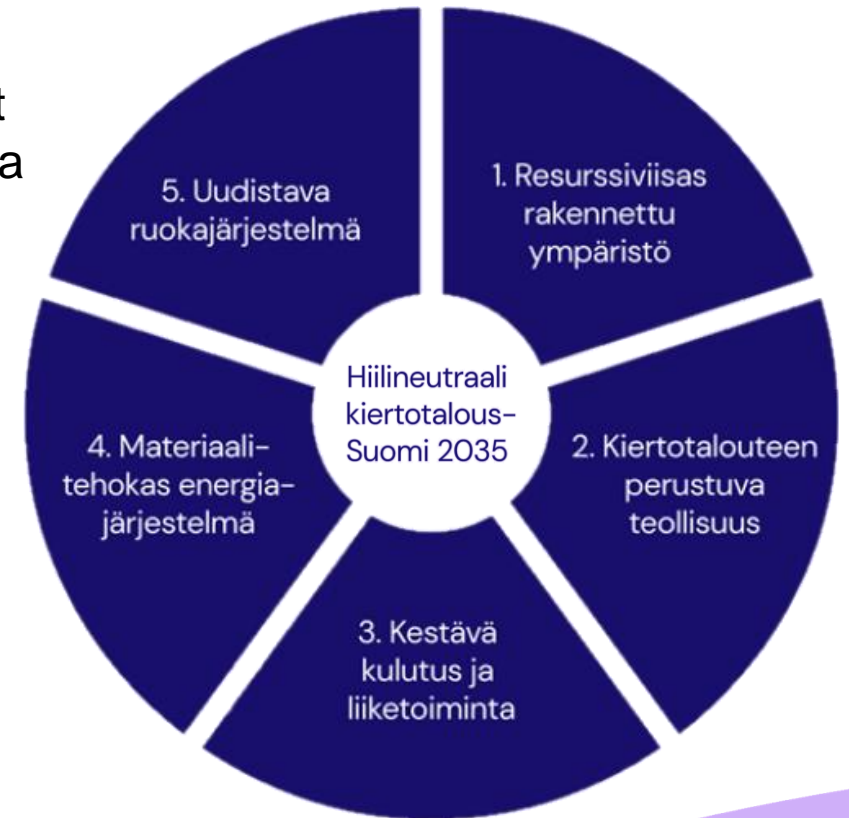 t
a
1. Resurssiviisas
rakennettu
ympäristö
2. Kiertotalouteen
perustuva
teollisuus
3. Kestävä
kulutus ja
liiketoiminta
4. Materiaali-
tehokas energia-
järjestelmä
5. Uudistava
ruokajärjestelmä
Hiilineutraali
kiertotalous-
Suomi 2035